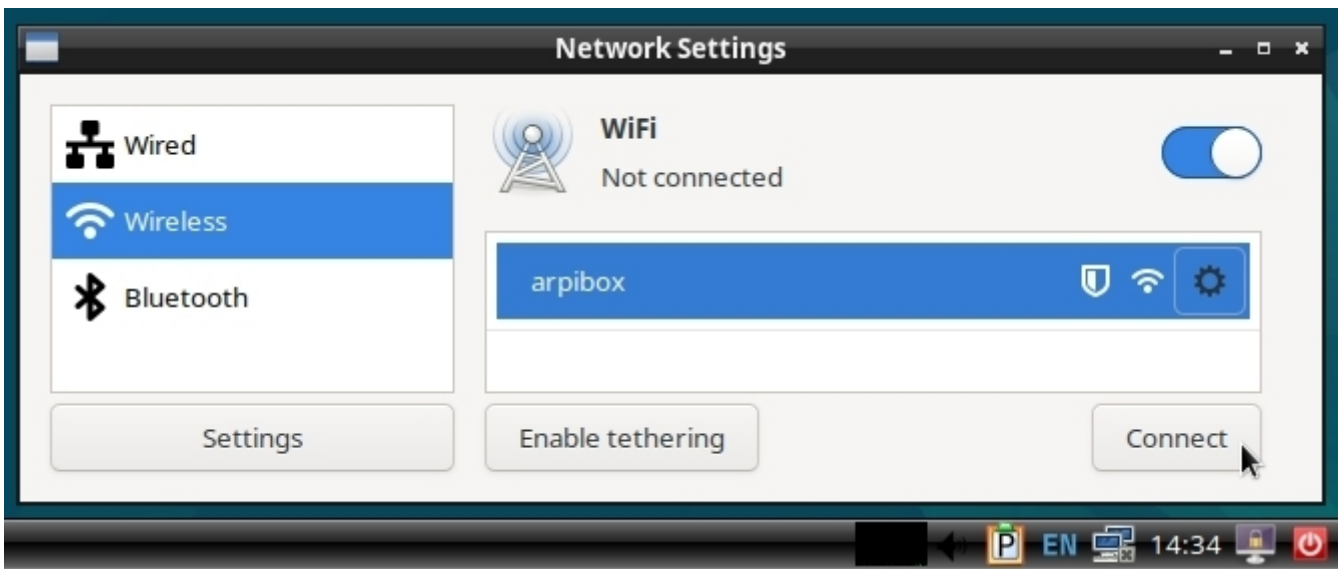 Network Settings
Wired
Wireless
Bluetooth
Settings
WiFi
Not connected
arpibox
Enable tethering
Connect
P EN 14:34